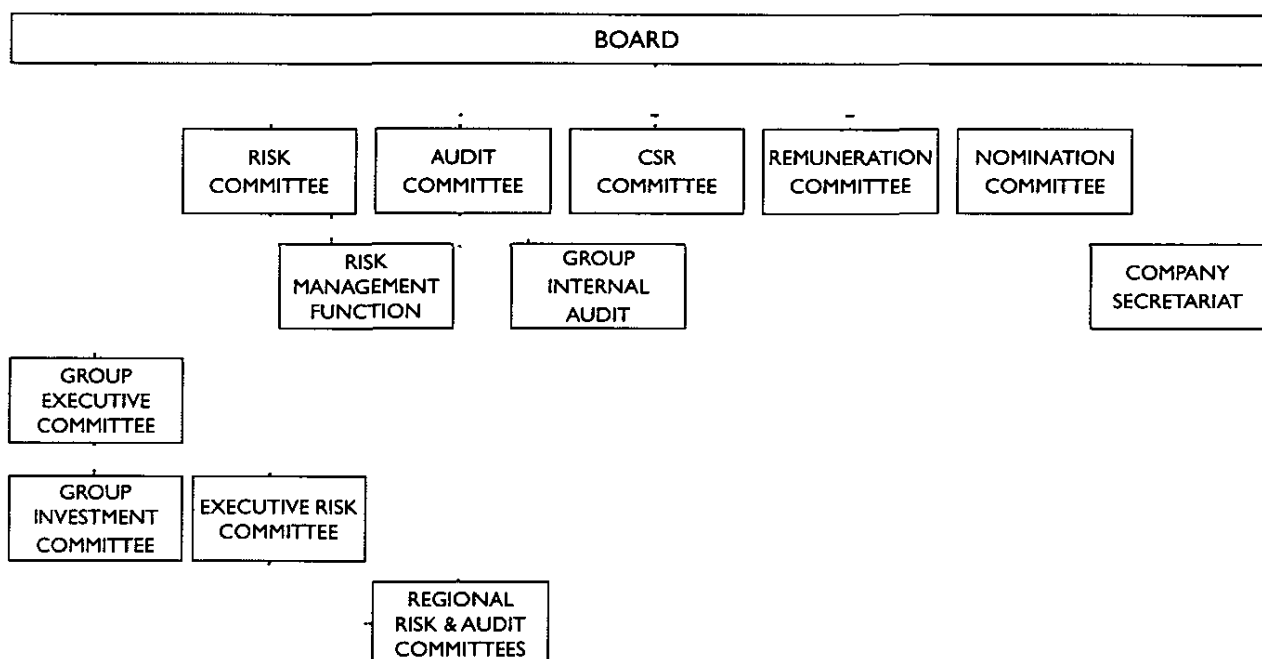 BOARD
RISK
COMMITTEE
AUDIT
COMMITTEE
CSR
COMMITTEE
REMUNERATION
COMMITTEE
NOMINATION
COMMITTEE
RISK
MANAGEMENT
FUNCTION
GROUP
INTERNAL
AUDIT
COMPANY
SECRETARIAT
GROUP
EXECUTIVE
COMMITTEE
GROUP
INVESTMENT
COMMITTEE
EXECUTIVE RISK
COMMITTEE
REGIONAL
RISK & AUDIT
COMMITTEES